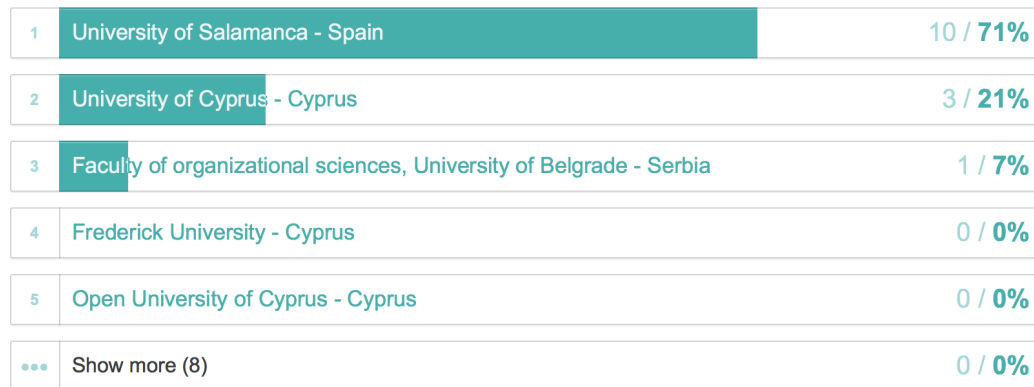 1 University of Salamanca - Spain 10 / 71%
2 University of Cyprus - Cyprus 3 / 21%
3 Faculty of organizational sciences, University of Belgrade - Serbia 1 / 7%
4 Frederick University - Cyprus 0 / 0%
5 Open University of Cyprus - Cyprus 0 / 0%
••• Show more (8) 0 / 0%